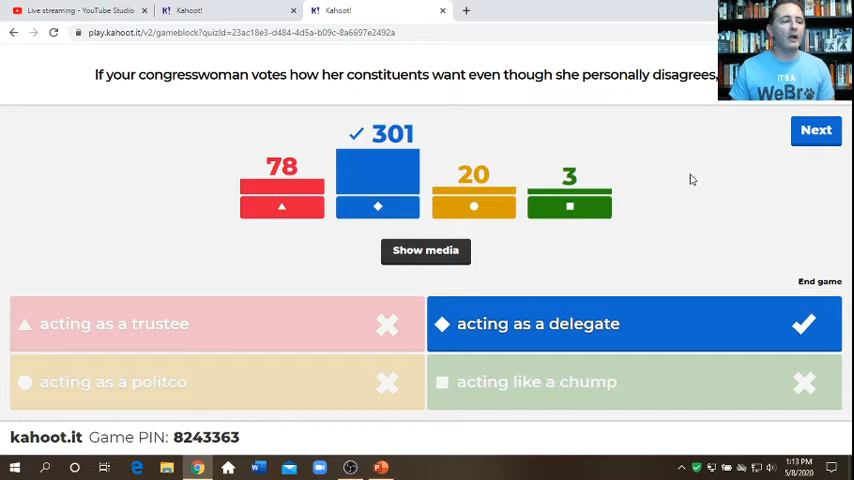 Live streaming - YouTube Studio
Kahoot!
Kahoot!
play.kahoot.it/v2/gameblock?quizId=23ac18e3-d484-4d5a-b09c-8a6697e2492a
If your congresswoman votes how her constituents want even though she personally disagrees,
IT'S A
WeBro
Next
78
301
20
3
Show media
End game
acting as a trustee
acting as a delegate
acting as a politco
acting like a chump
kahoot.it Game PIN: 8243363
1:13 PM
5/8/2020